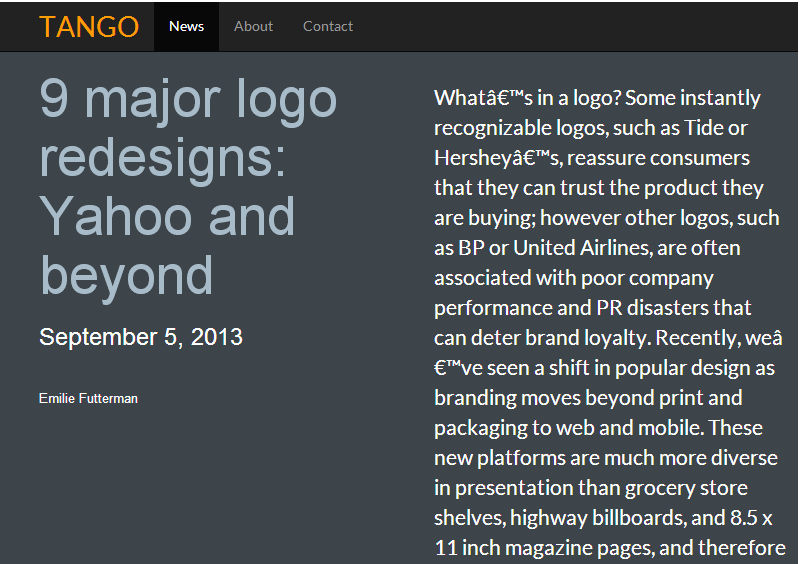 TANGO News About Contact
9 major logo
redesigns:
Yahoo and
beyond
September 5, 2013
Emilie Futterman
Whatâ€™s in a logo? Some instantly
recognizable logos, such as Tide or
Hersheyâ€™s, reassure consumers
that they can trust the product they
are buying; however other logos, such
as BP or United Airlines, are often
associated with poor company
performance and PR disasters that
can deter brand loyalty. Recently, weâ
€™ve seen a shift in popular design as
branding moves beyond print and
packaging to web and mobile. These
new platforms are much more diverse
in presentation than grocery store
shelves, highway billboards, and 8.5 x
11 inch magazine pages, and therefore